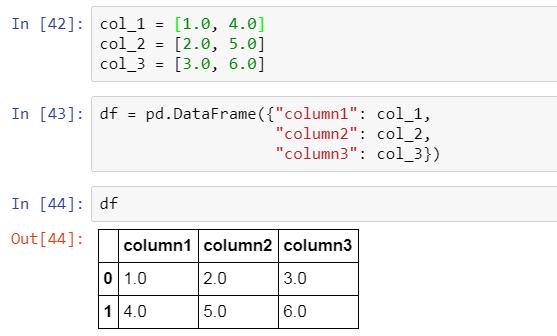 In [42]: col_1 = [1.0, 4.0]
col_2 = [2.0, 5.0]
col_3 = [3.0, 6.0]
In [43]: df = pd.DataFrame({"column1": col_1,
"column2": col_2,
"column3": col_3})
In [44]: df
Out[44]:
column1 column2 column3
0 1.0 2.0 3.0
1 4.0 5.0 6.0